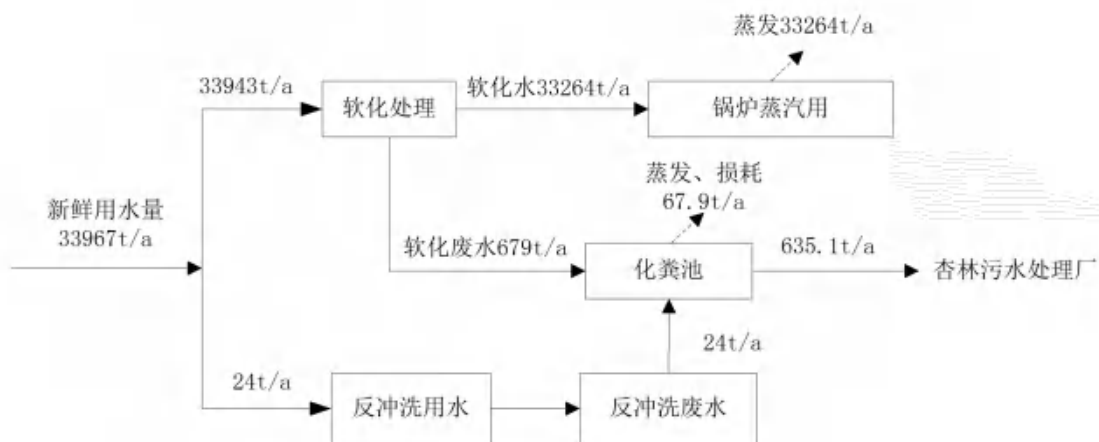 蒸发33264t/a
33943t/a
软化水33264t/a
软化处理
锅炉蒸汽用
蒸发、损耗
67.9t/a
新鲜用水量
33967t/a
软化废水679t/a
化粪池
635.1t/a
杏林污水处理厂
24t/a
24t/a
反冲洗用水
反冲洗废水